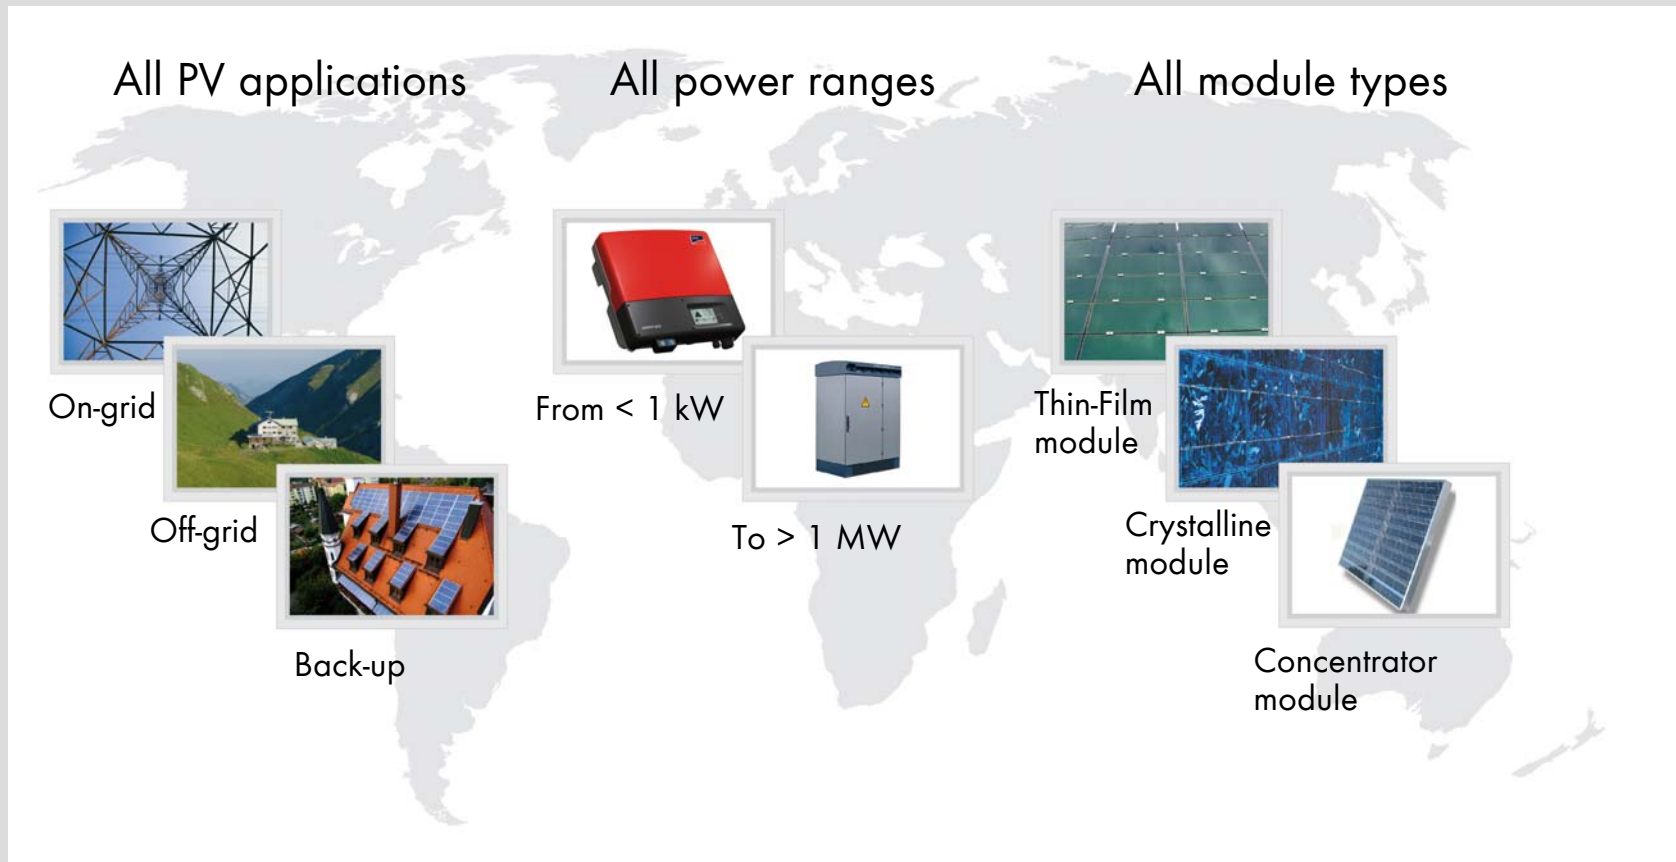 All PV applications
All power ranges
All module types
On-grid
Off-grid
Back-up
From < 1 kW
To > 1 MW
Thin-Film
module
Crystalline
module
Concentrator
module